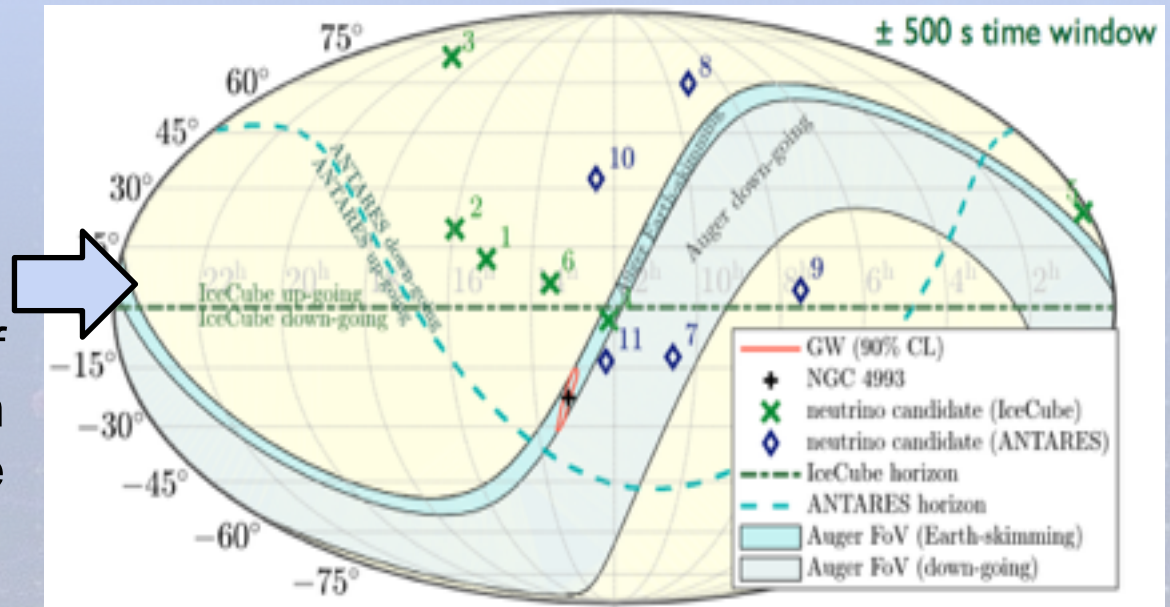 ± 500 s time window
75°
60°
45°
30°
5°
-15°
-30°
-45°
-60°
-75°
3
8
10
2
1
6
5
9
11
7
ANTARES down-going
ANTARES up-going
Auger Earth-skimming
Auger down-going
22h
20h
16h
10h
8h
6h
4h
2h
IceCube up-going
IceCube down-going
GW (90% CL)
NGC 4993
neutrino candidate (IceCube)
neutrino candidate (ANTARES)
IceCube horizon
ANTARES horizon
Auger FoV (Earth-skimming)
Auger FoV (down-going)
f
e